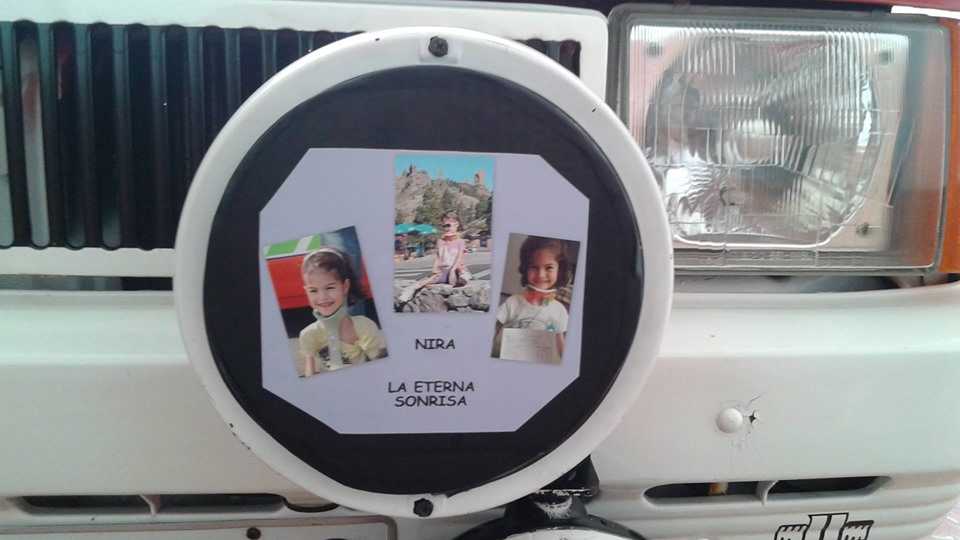 NIRA
LA ETERNA
SONRISA